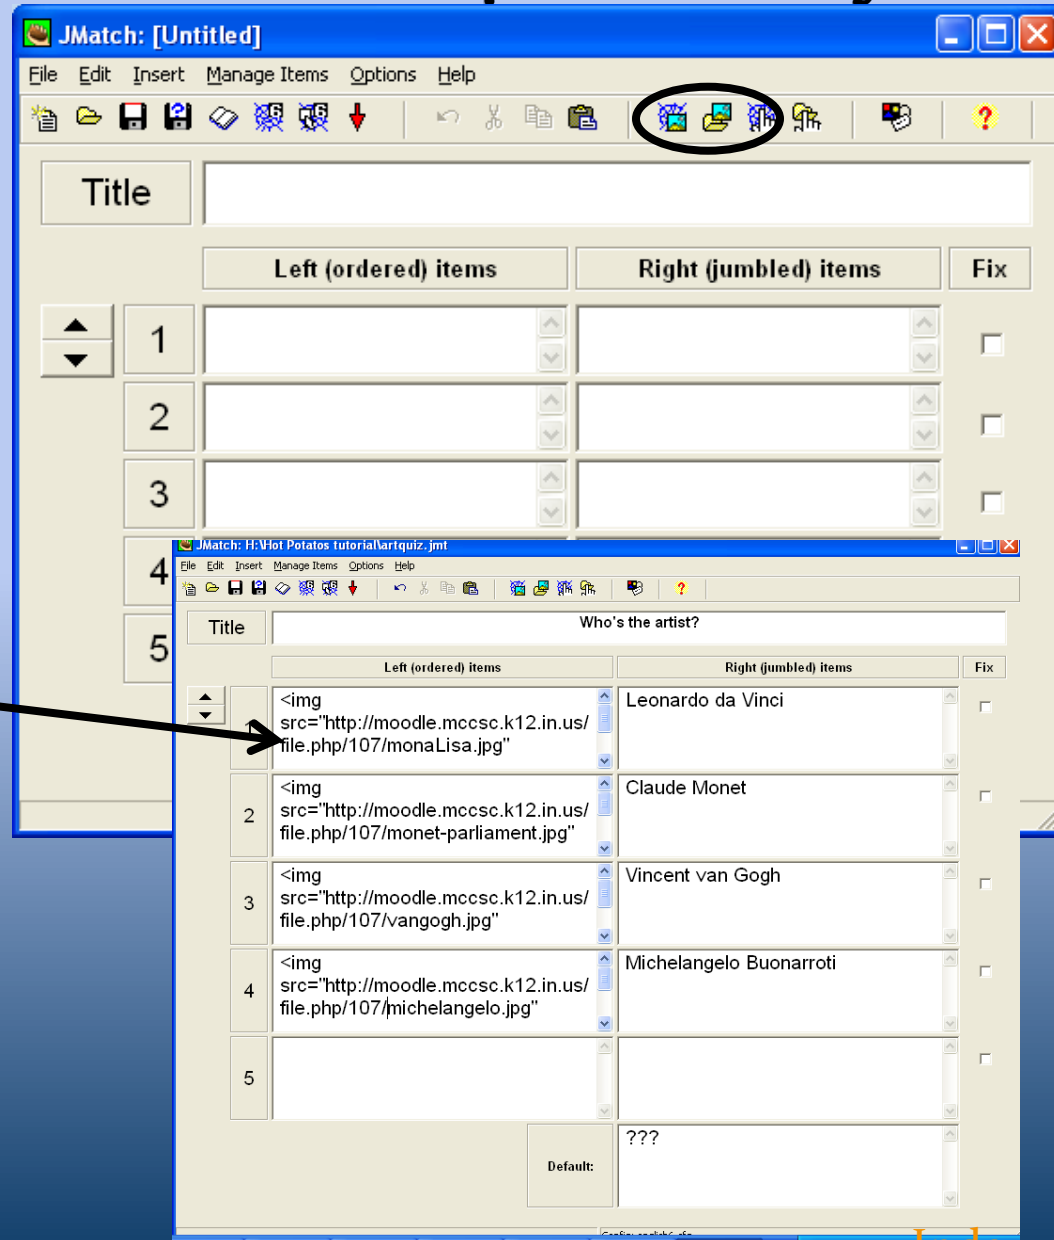 JMatch: [Untitled]
File Edit Insert Manage Items Options Help
Title
Left (ordered) items Right (jumbled) items Fix
1
2
3
4
5
JMatch: H:\Hot Potatos tutorial\artquiz.jmt
File Edit Insert Manage Items Options Help
Title Who's the artist?
Left (ordered) items Right (jumbled) items Fix
1 <img Leonardo da Vinci
src="http://moodle.mccsc.k12.in.us/
file.php/107/monaLisa.jpg"
<img Claude Monet
2 src="http://moodle.mccsc.k12.in.us/
file.php/107/monet-parliament.jpg"
<img Vincent van Gogh
3 src="http://moodle.mccsc.k12.in.us/
file.php/107/vangogh.jpg"
<img Michelangelo Buonarroti
4 src="http://moodle.mccsc.k12.in.us/
file.php/107/michelangelo.jpg"
5
???
Default: